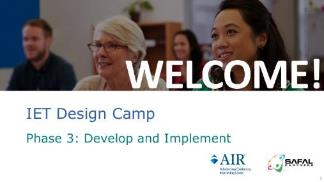 WELCOME!
IET Design Camp
Phase 3: Develop and Implement
AIR
SAFAL